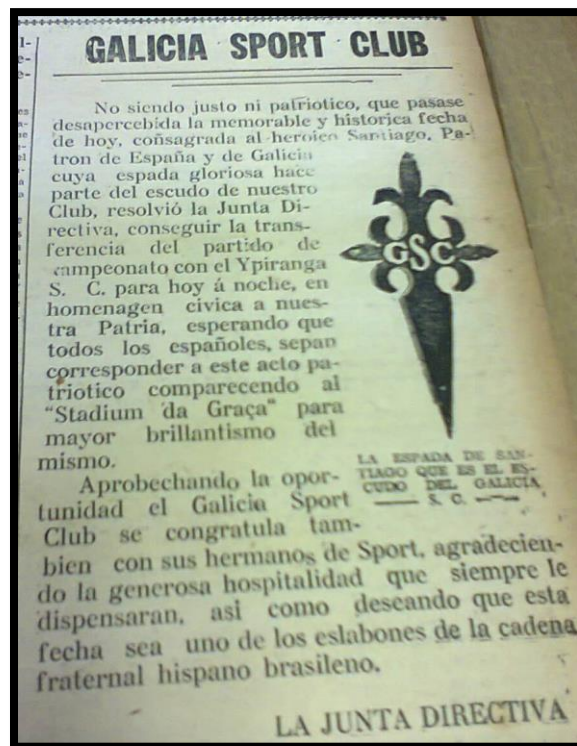 GALICIA SPORT CLUB
No siendo justo ni patriotico, que pasase
desapercebida la memorable y historica fecha
de hoy, coñsagrada al heroico Santiago, Pa-
tron de España y de Galicia
cuya espada gloriosa hace
parte del escudo de nuestro
Club, resolvió la Junta Di-
rectiva, conseguir la trans-
ferencia del partido de
campeonato con el Ypiranga
S. C. para hoy á noche, en
homenagen civica a nues-
tra Patria, esperando que
todos los españoles, sepan
corresponder a este acto pa-
triotico comparecendo al
"Stadium da Graça" para
mayor brillantismo del
mismo.
GSC
LA ESPADA DE SAN-
TIAGO QUE ES EL ES-
CUDO DEL GALICIA
S. C.
Aprobechando la opor-
tunidad el Galicia Sport
Club se congratula tam-
bien con sus hermanos de Sport, agradecien-
do la generosa hospitalidad que siempre le
dispensaran, asi como deseando que esta
fecha sea uno de los eslabones de la cadena
fraternal hispano brasileno.
LA JUNTA DIRECTIVA